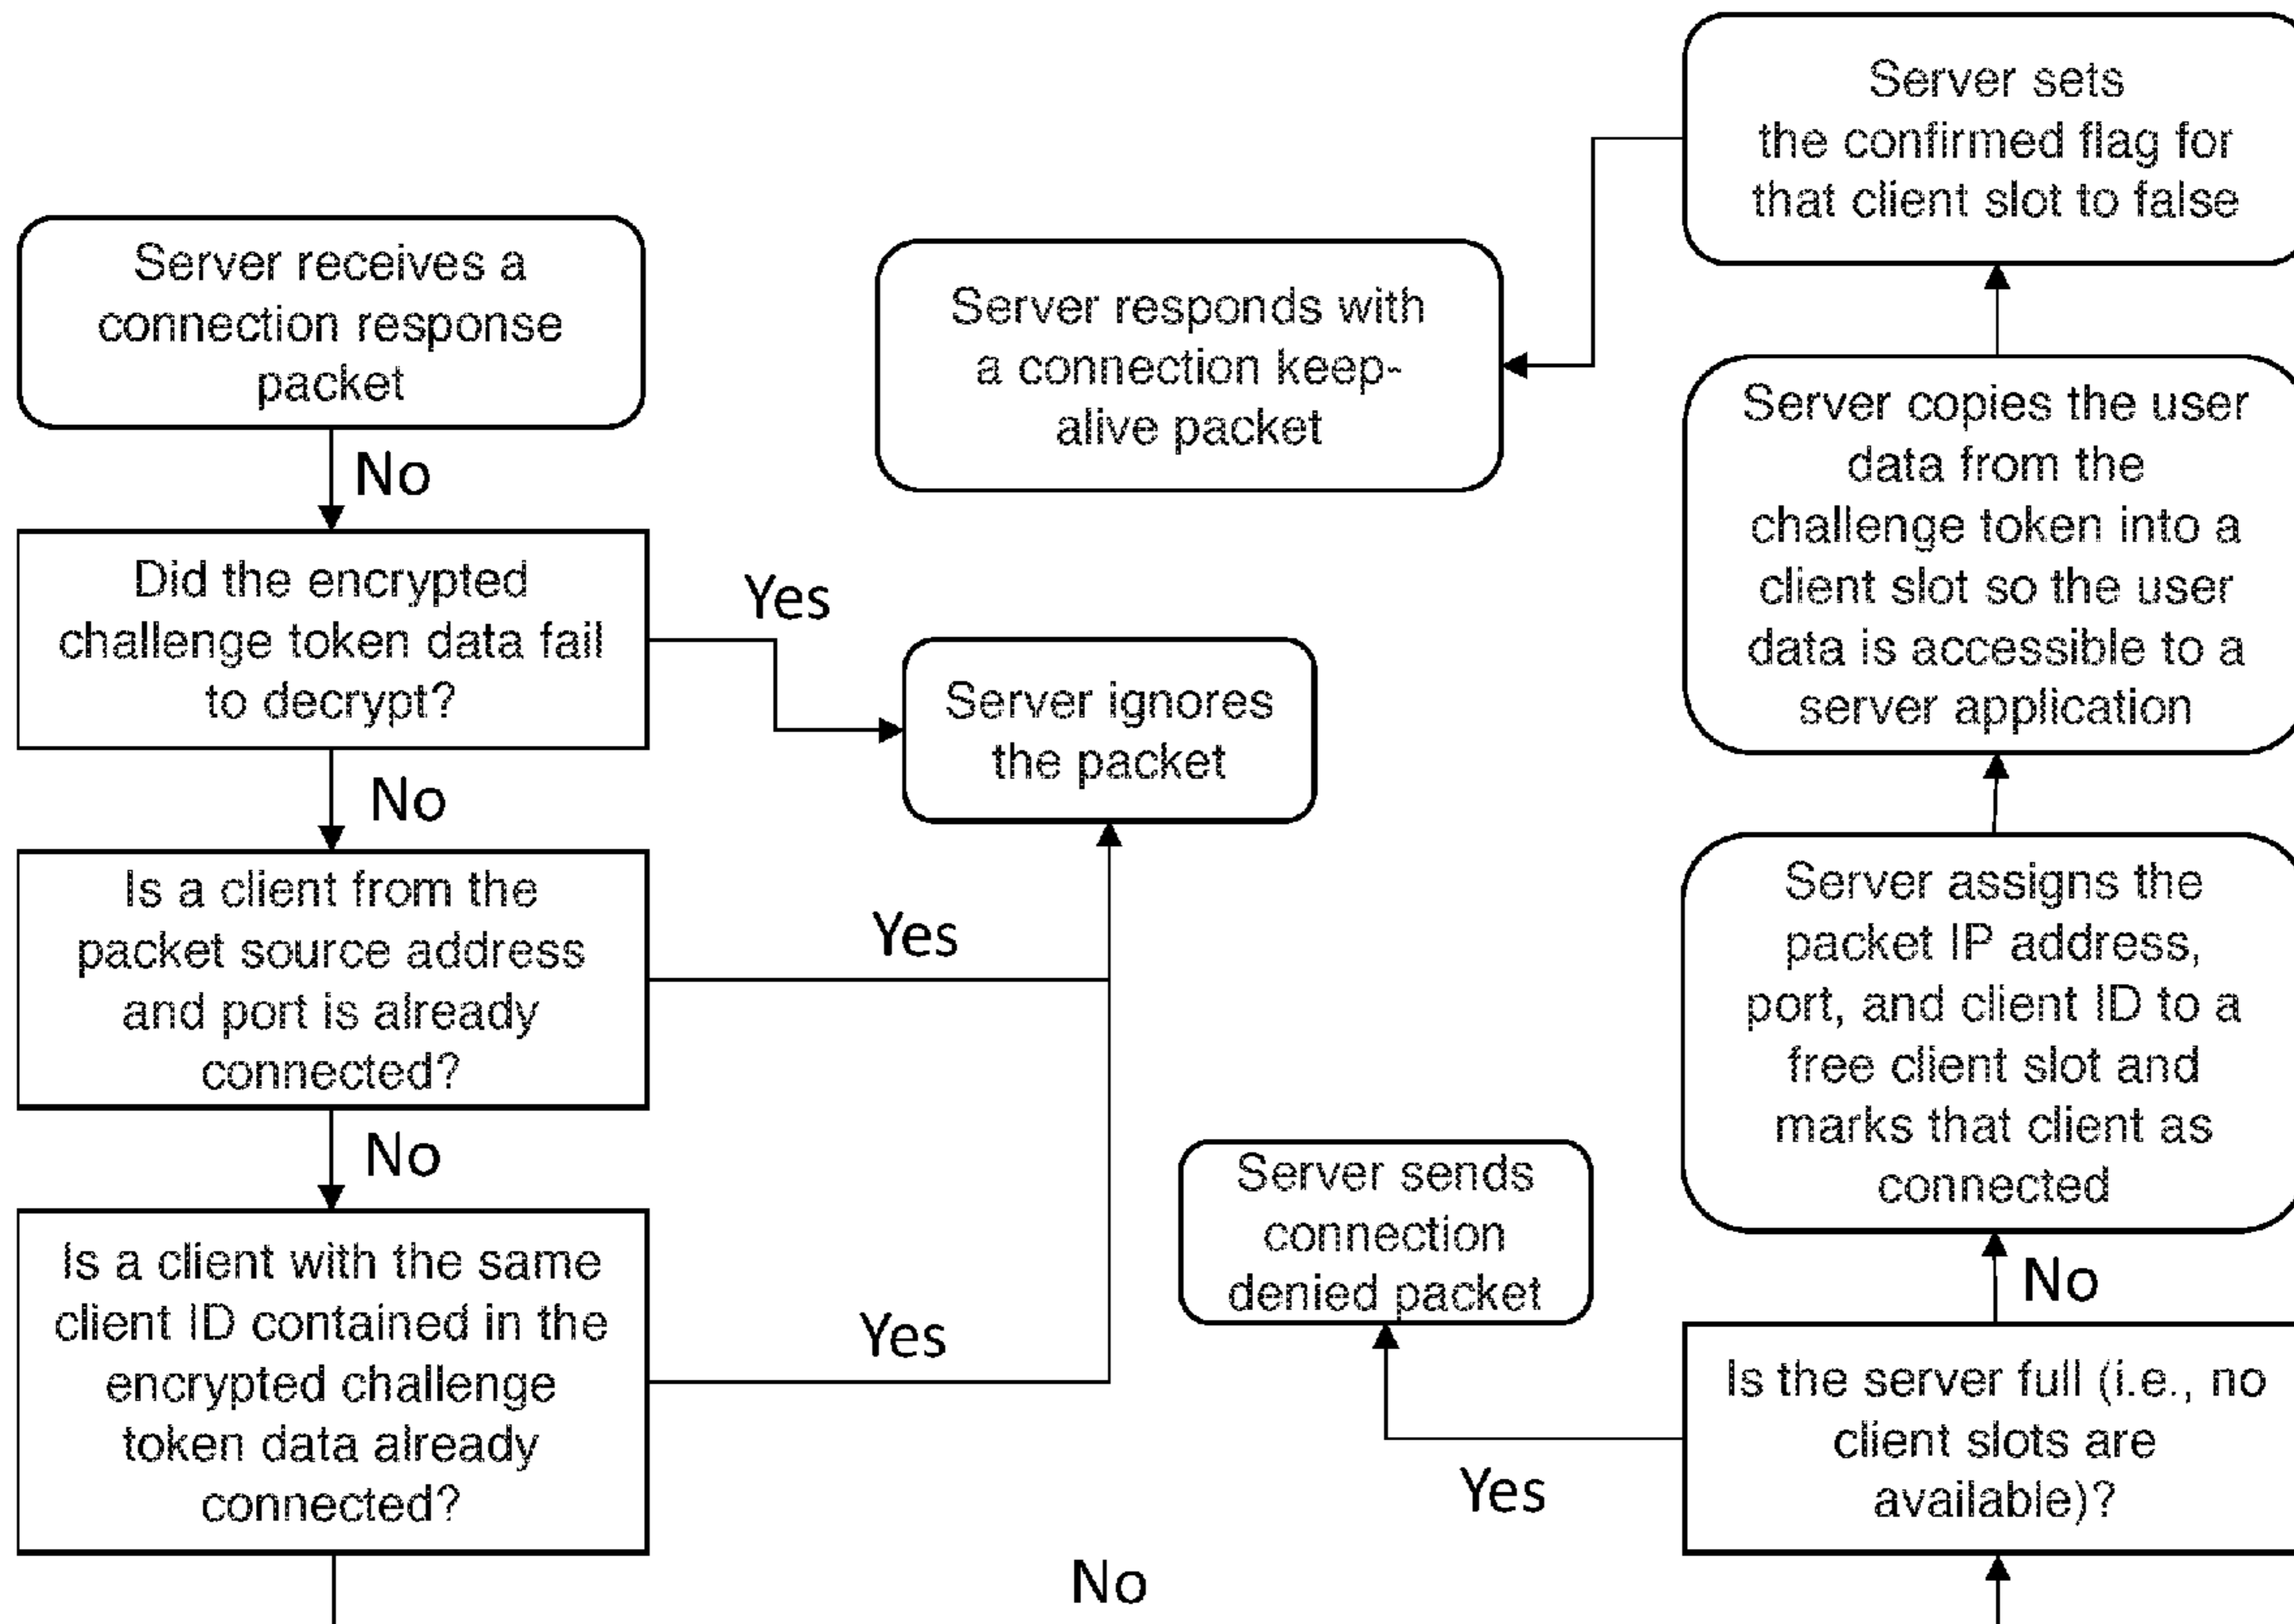 Server receives a
connection response
packet
No
Did the encrypted
challenge token data fail
to decrypt?
Yes
No
Is a client from the
packet source address
and port is already
connected?
Yes
No
Is a client with the same
client ID contained in the
encrypted challenge
token data already
connected?
Yes
No
Server ignores
the packet
Is the server full (i.e., no
client slots are
available)?
Yes
Server sends
connection
denied packet
No
Server assigns the
packet IP address,
port, and client ID to a
free client slot and
marks that client as
connected
Server copies the user
data from the
challenge token into a
client slot so the user
data is accessible to a
server application
Server sets
the confirmed flag for
that client slot to false
Server responds with
a connection keep-
alive packet